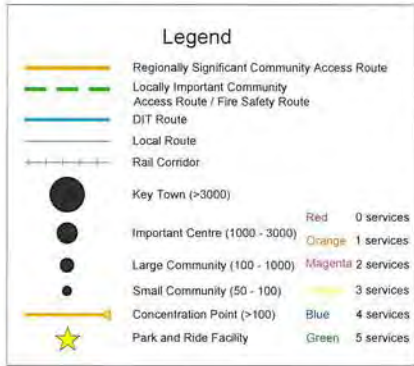 Legend
Regionally Significant Community Access Route
Locally Important Community
Access Route / Fire Safety Route
DIT Route
Local Route
Rail Corridor
Key Town (>3000)
Important Centre (1000 - 3000)
Large Community (100 - 1000)
Small Community (50 - 100)
Concentration Point (>100)
Park and Ride Facility
Red 0 services
Orange 1 services
Magenta 2 services
3 services
Blue 4 services
Green 5 services